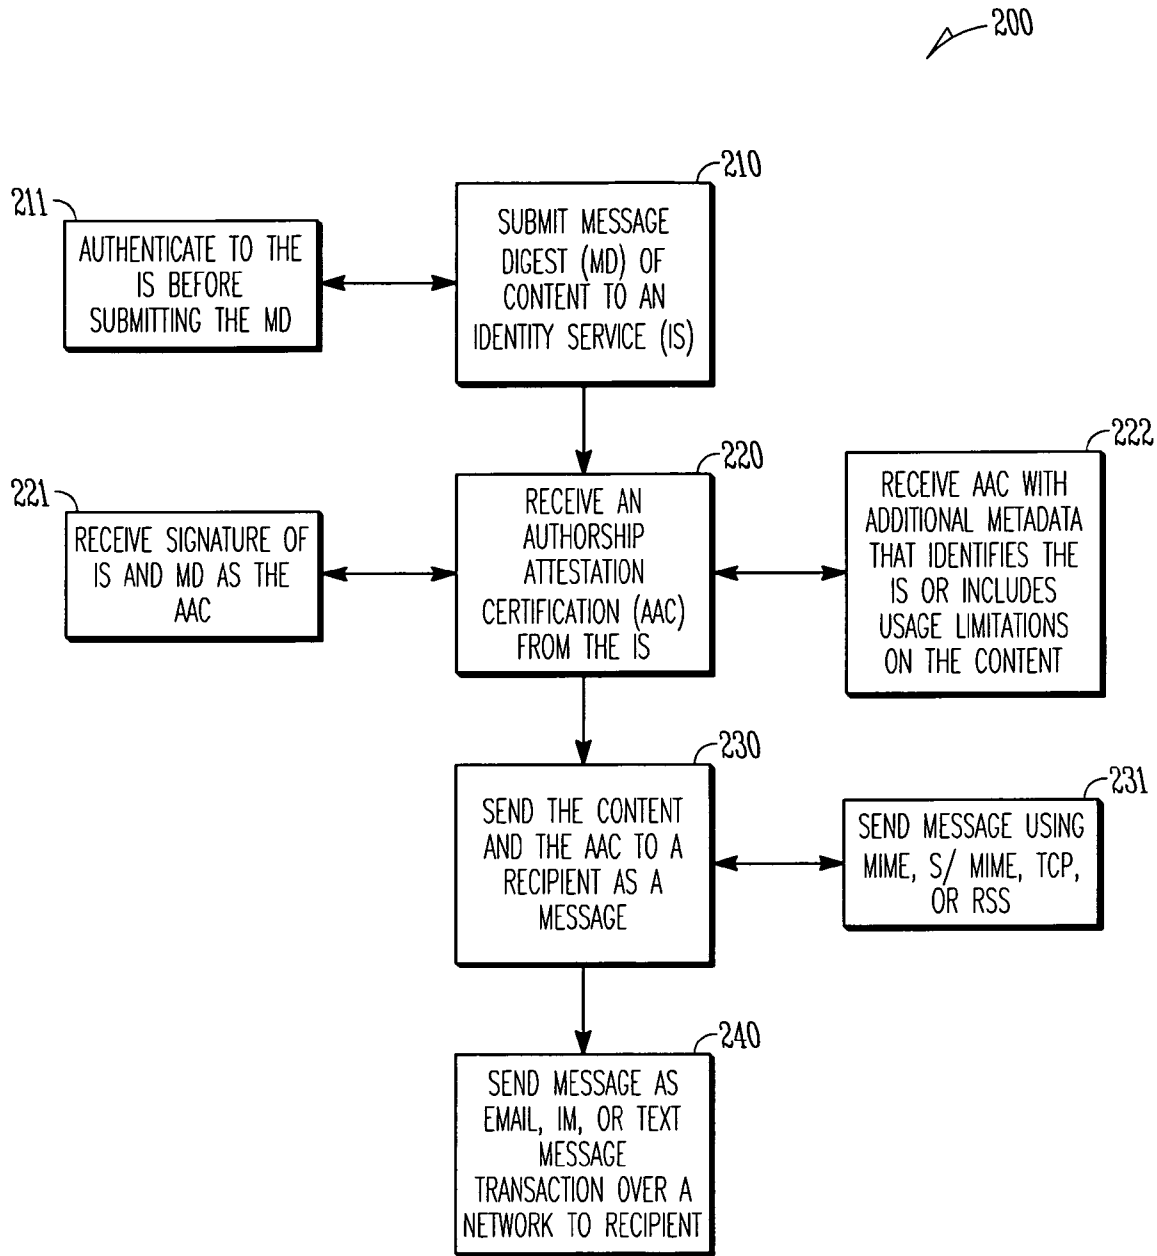 200
210
SUBMIT MESSAGE
DIGEST (MD) OF
CONTENT TO AN
IDENTITY SERVICE (IS)
211
AUTHENTICATE TO THE
IS BEFORE
SUBMITTING THE MD
220
RECEIVE AN
AUTHORSHIP
ATTESTATION
CERTIFICATION (AAC)
FROM THE IS
221
RECEIVE SIGNATURE OF
IS AND MD AS THE
AAC
222
RECEIVE AAC WITH
ADDITIONAL METADATA
THAT IDENTIFIES THE
IS OR INCLUDES
USAGE LIMITATIONS
ON THE CONTENT
230
SEND THE CONTENT
AND THE AAC TO A
RECIPIENT AS A
MESSAGE
231
SEND MESSAGE USING
MIME, S/ MIME, TCP,
OR RSS
240
SEND MESSAGE AS
EMAIL, IM, OR TEXT
MESSAGE
TRANSACTION OVER A
NETWORK TO RECIPIENT